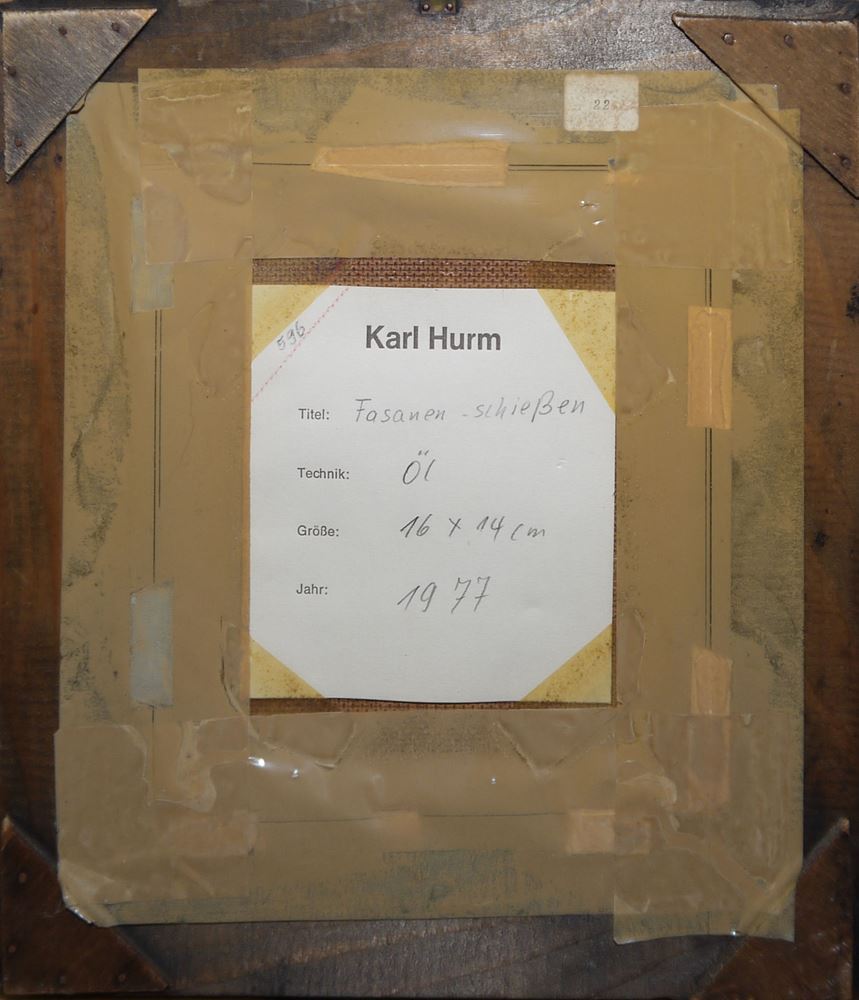 22
596
Karl Hurm
Titel: Fasanen - schießen
Technik: Öl
Größe: 16 x 14 cm
Jahr: 1977